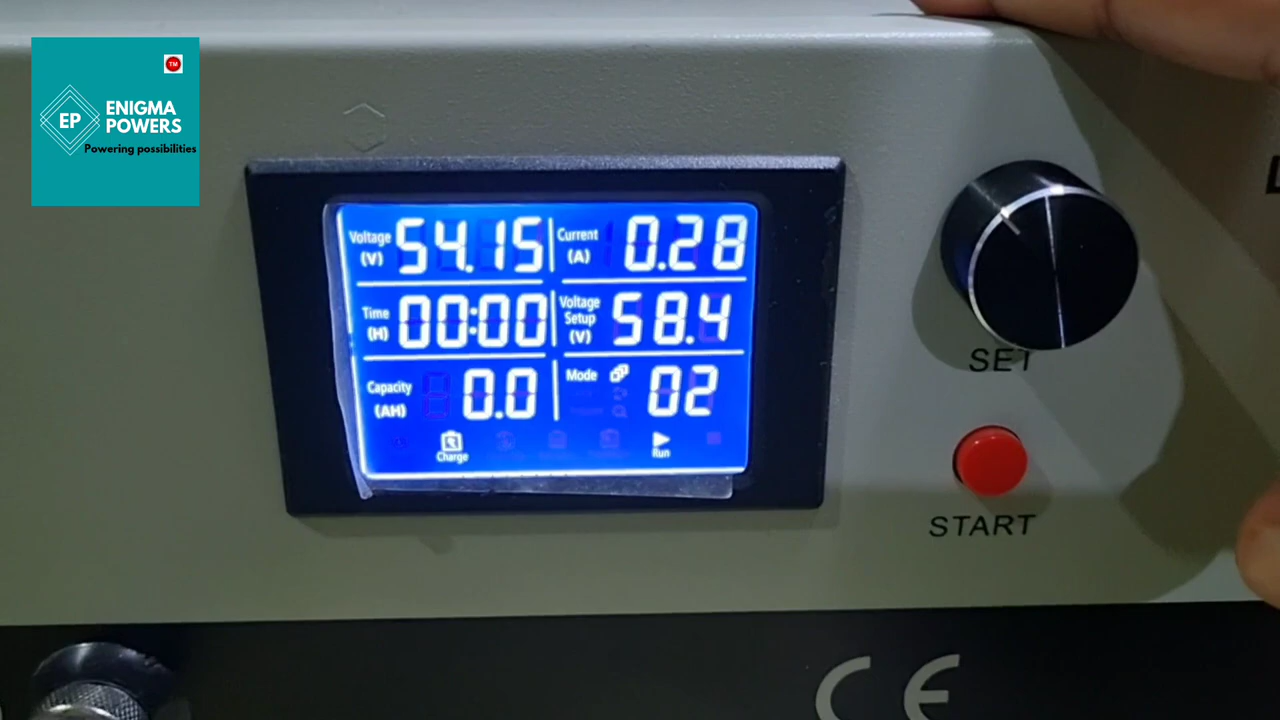 TM
EP
ENIGMA
POWERS
Powering possibilities
Voltage
(V)
54.15
Current
(A)
0.28
Time
(H)
00:00
Voltage
Setup
(V)
58.4
Capacity
(AH)
0.0
Mode
02
Charge
Run
SET
START
CE